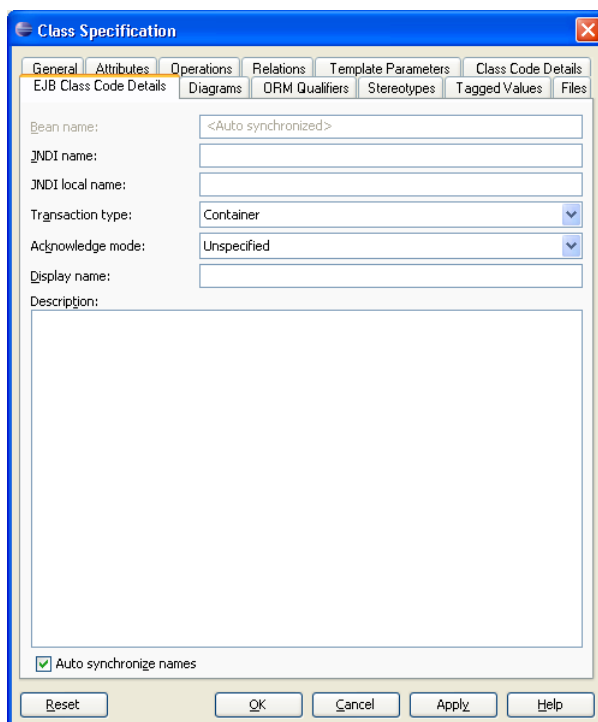 Class Specification
General Attributes Operations Relations Template Parameters Class Code Details
EJB Class Code Details Diagrams ORM Qualifiers Stereotypes Tagged Values Files
Bean name: <Auto synchronized>
JNDI name:
JNDI local name:
Transaction type: Container
Acknowledge mode: Unspecified
Display name:
Description:
Auto synchronize names
Reset OK Cancel Apply Help